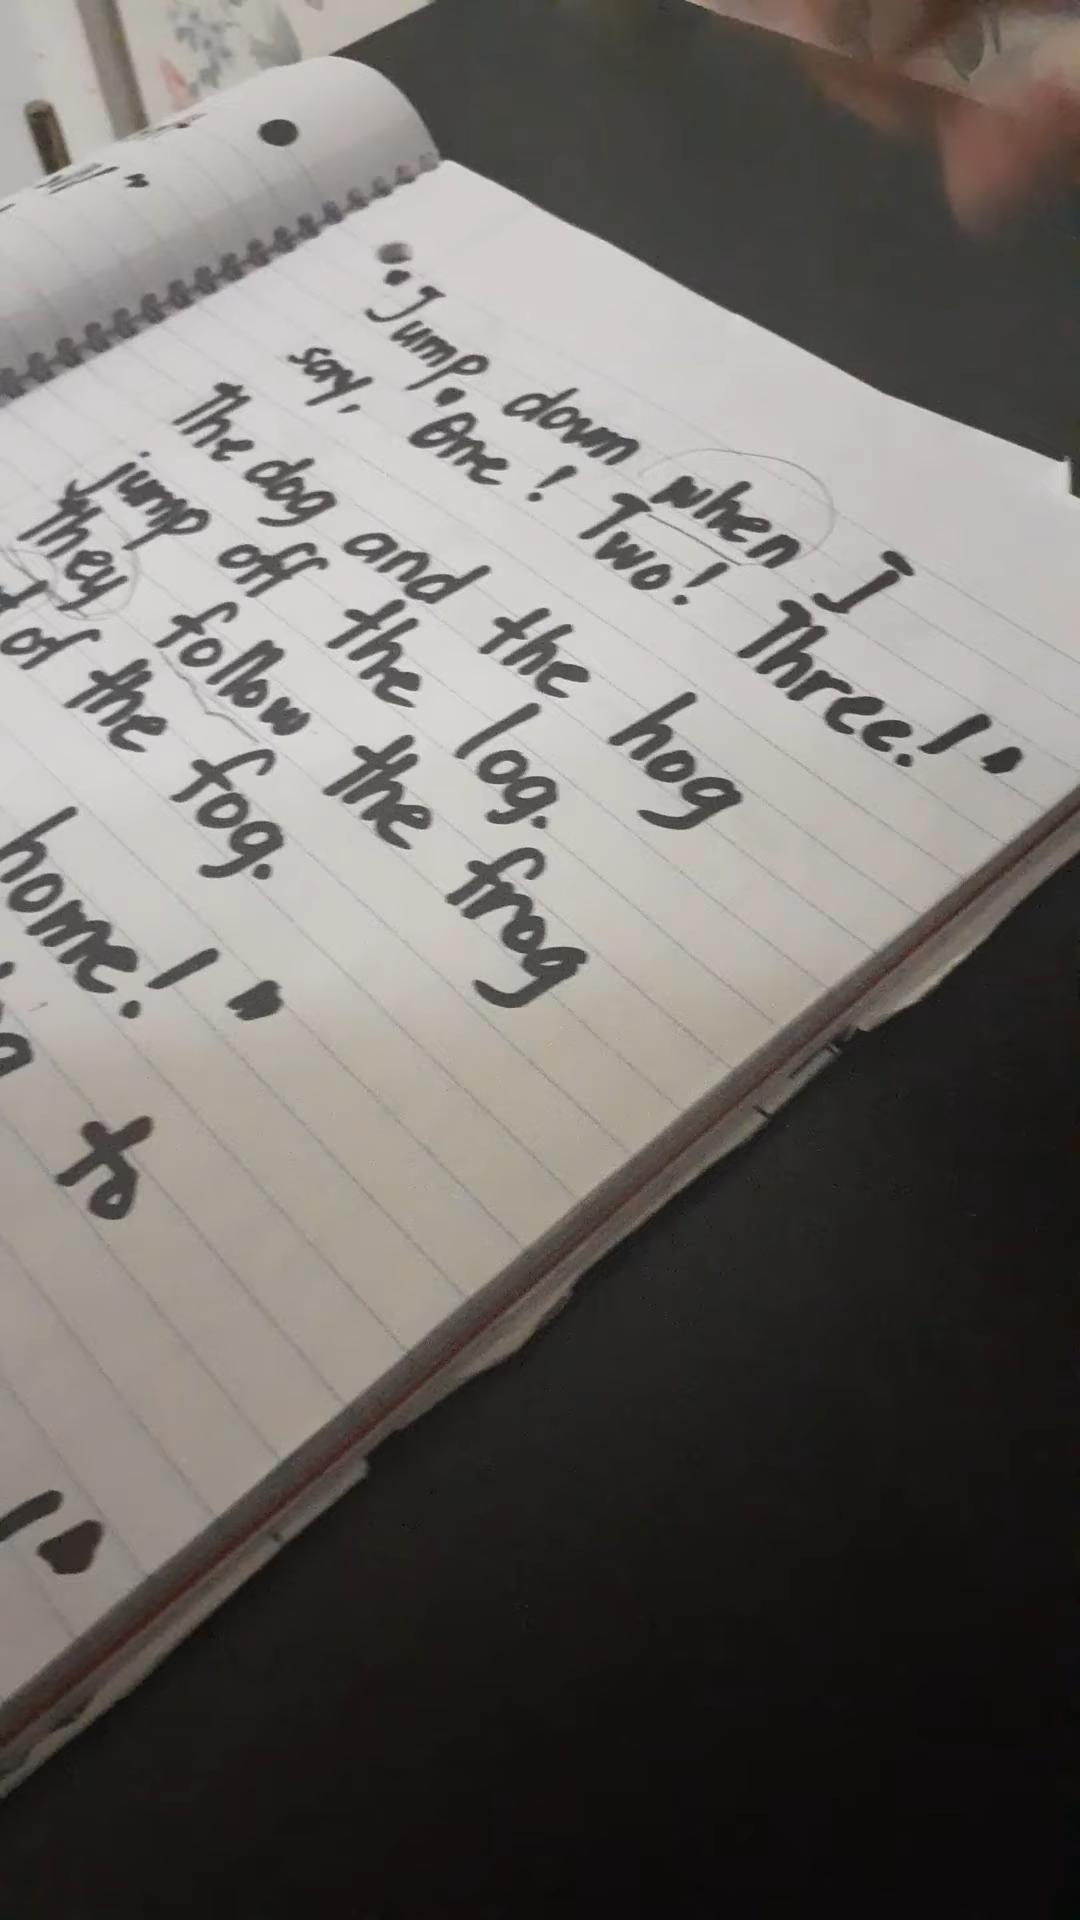 "Jump down when I
say, "One! Two! Three!"
The dog and the hog
jump off the log.
They follow the frog
of the fog.
home!"
to